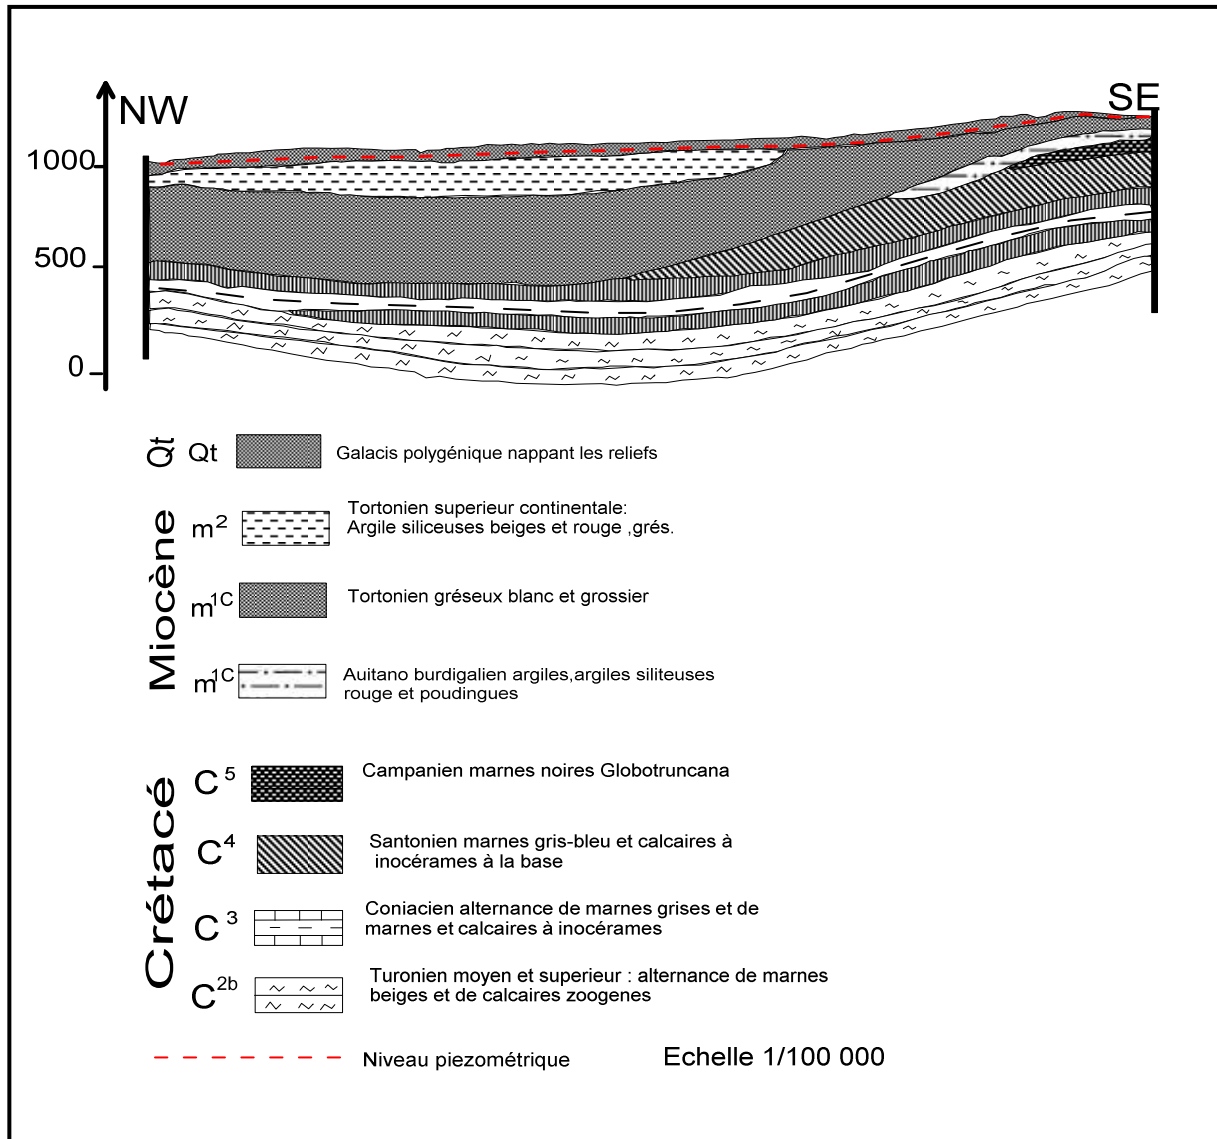 NW
SE
1000
500
0
Qt
Qt
Galacis polygénique nappant les reliefs
Miocène
m2
Tortonien superieur continentale:
Argile siliceuses beiges et rouge ,grés.
m1C
Tortonien gréseux blanc et grossier
m1C
Auitano burdigalien argiles,argiles siliteuses
rouge et poudingues
Crétacé
C5
Campanien marnes noires Globotruncana
C4
Santonien marnes gris-bleu et calcaires à
inocérames à la base
C3
Coniacien alternance de marnes grises et de
marnes et calcaires à inocérames
C2b
Turonien moyen et superieur : alternance de marnes
beiges et de calcaires zoogenes
Niveau piezométrique
Echelle 1/100 000